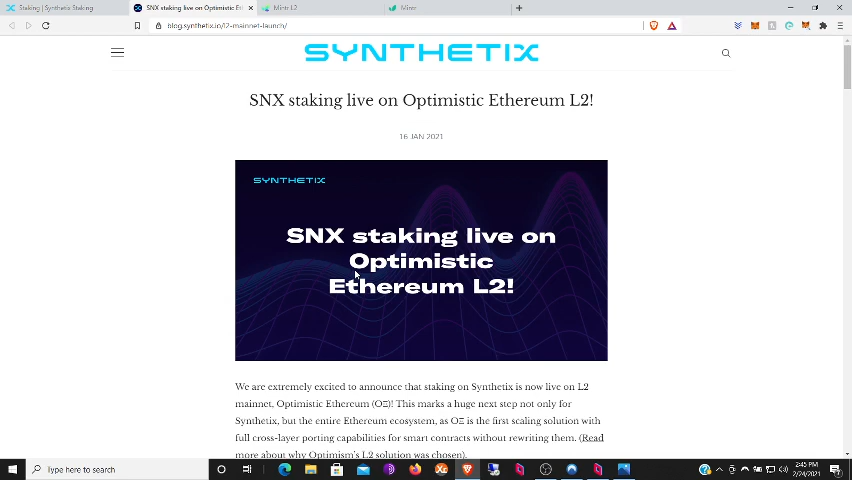 Staking | Synthetix Staking
SNX staking live on Optimistic Et
Mintr L2
Mintr
blog.synthetix.io/l2-mainnet-launch/
SYNTHETIX
SNX staking live on Optimistic Ethereum L2!
16 JAN 2021
SYNTHETIX
SNX staking live on
Optimistic
Ethereum L2!
We are extremely excited to announce that staking on Synthetix is now live on L2
mainnet, Optimistic Ethereum (OΞ)! This marks a huge next step not only for
Synthetix, but the entire Ethereum ecosystem, as OΞ is the first scaling solution with
full cross-layer porting capabilities for smart contracts without rewriting them. (Read
more about why Optimism's L2 solution was chosen).
Type here to search
2:45 PM
2/24/2021